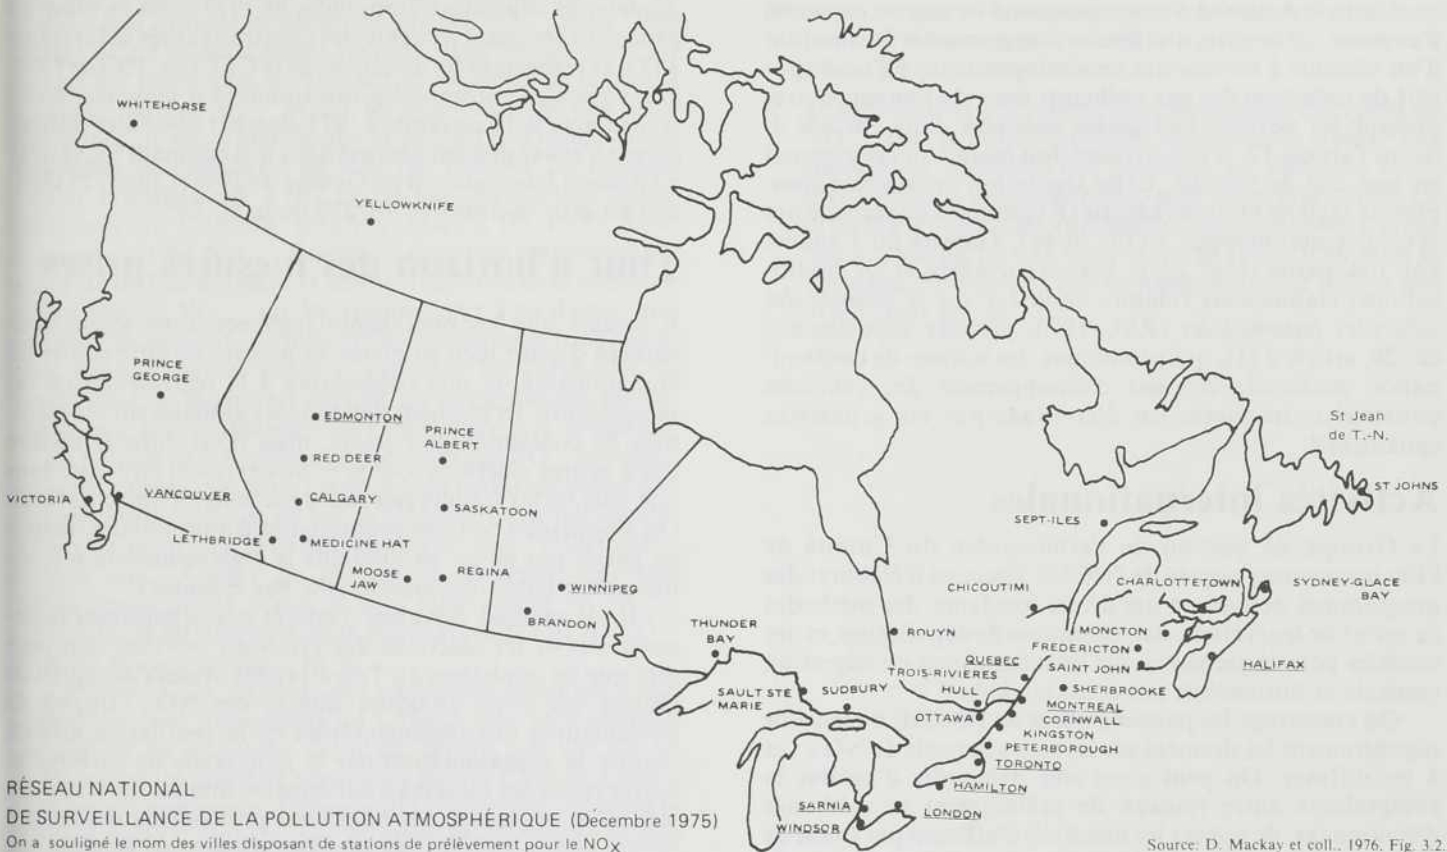 WHITEHORSE
YELLOWKNIFE
PRINCE
GEORGE
EDMONTON
PRINCE
ALBERT
RED DEER
St Jean
de T.-N.
VICTORIA
VANCOUVER
CALGARY
SASKATOON
ST JOHNS
SEPT-ILES
LETHBRIDGE
MEDICINE HAT
MOOSE
JAW
REGINA
WINNIPEG
CHICOUTIMI
CHARLOTTETOWN
SYDNEY-GLACE
BAY
BRANDON
THUNDER
BAY
ROUYN
MONCTON
FREDERICTON
QUEBEC
SAINT JOHN
HALIFAX
TROIS-RIVIERES
SAULT STE
MARIE
SUDBURY
HULL
SHERBROOKE
MONTREAL
OTTAWA
CORNWALL
KINGSTON
PETERBOROUGH
TORONTO
HAMILTON
SARNIA
LONDON
WINDSOR
RÉSEAU NATIONAL
DE SURVEILLANCE DE LA POLLUTION ATMOSPHÉRIQUE (Décembre 1975)
On a souligné le nom des villes disposant de stations de prélèvement pour le NOx
Source: D. Mackay et coll., 1976, Fig. 3.2.